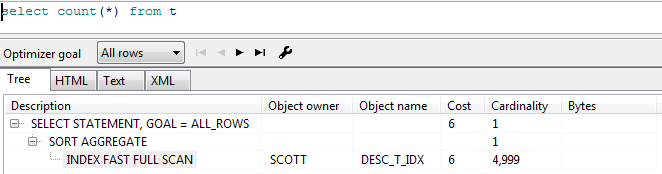 select count(*) from t
Optimizer goal All rows
Tree HTML Text XML
Description Object owner Object name Cost Cardinality Bytes
SELECT STATEMENT, GOAL = ALL_ROWS 6 1
SORT AGGREGATE 1
INDEX FAST FULL SCAN SCOTT DESC_T_IDX 6 4,999